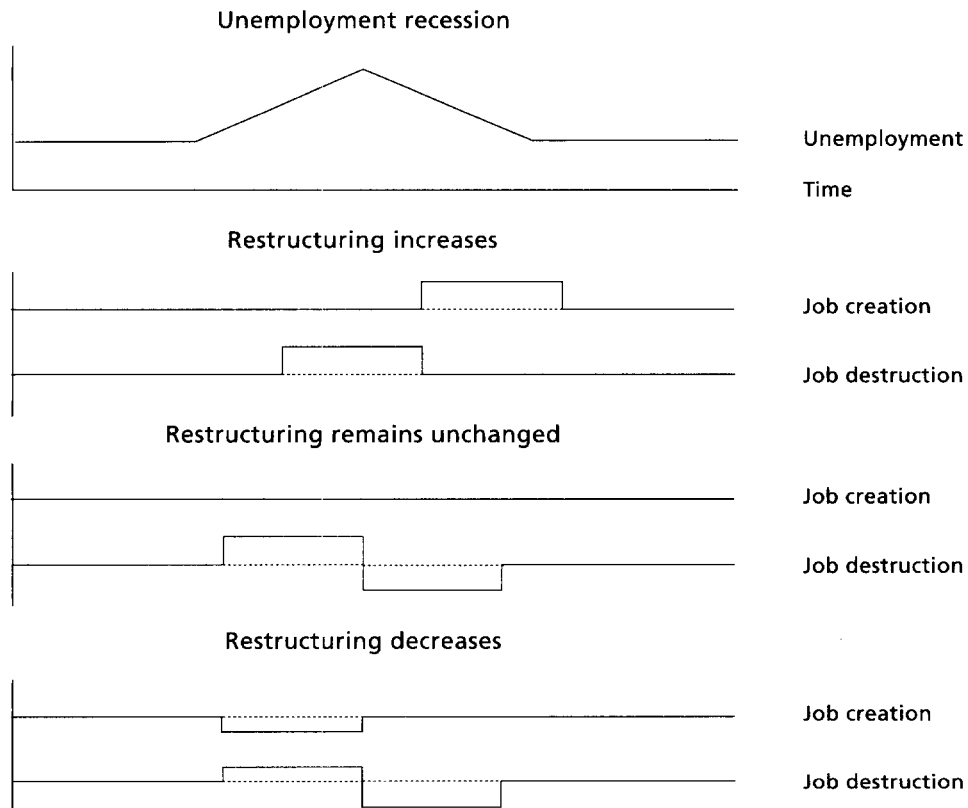 Unemployment recession
Unemployment
Time
Restructuring increases
Job creation
Job destruction
Restructuring remains unchanged
Job creation
Job destruction
Restructuring decreases
Job creation
Job destruction